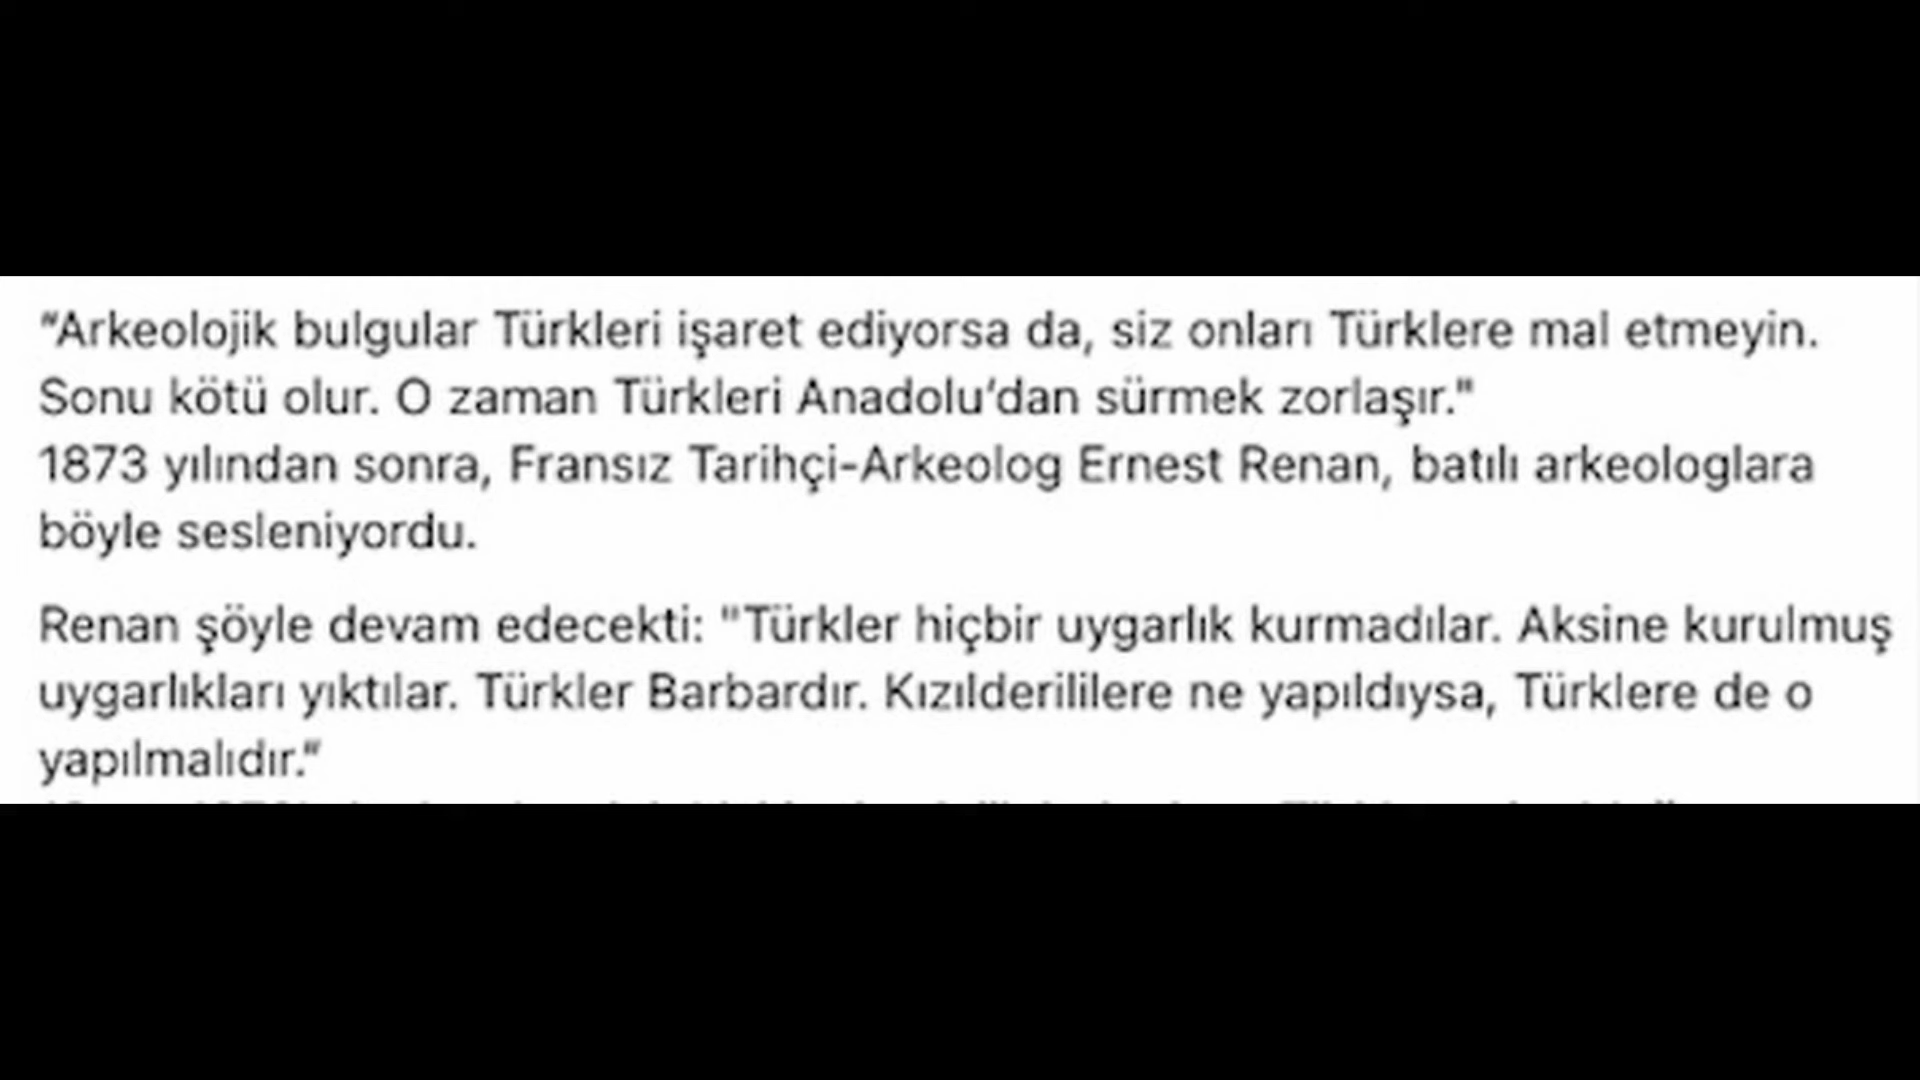 "Arkeolojik bulgular Türkleri işaret ediyorsa da, siz onları Türklere mal etmeyin.
Sonu kötü olur. O zaman Türkleri Anadolu’dan sürmek zorlaşır."
1873 yılından sonra, Fransız Tarihçi-Arkeolog Ernest Renan, batılı arkeologlara
böyle sesleniyordu.
Renan şöyle devam edecekti: "Türkler hiçbir uygarlık kurmadılar. Aksine kurulmuş
uygarlıkları yıktılar. Türkler Barbardır. Kızılderililere ne yapıldıysa, Türklere de o
yapılmalıdır."